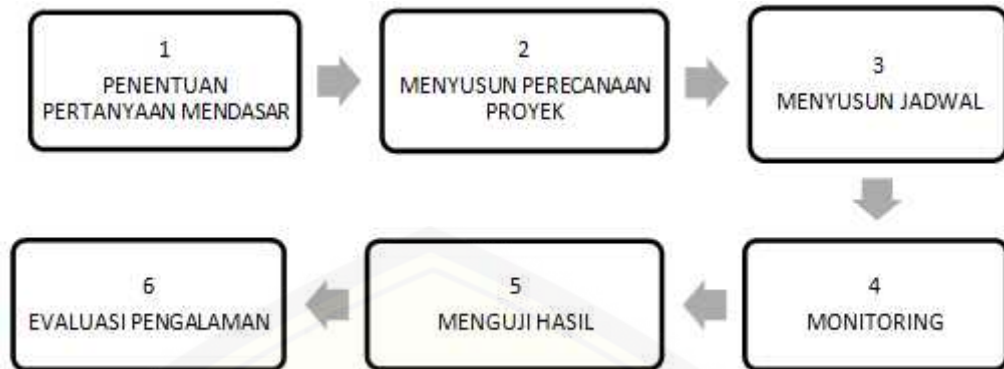 1
PENENTUAN
PERTANYAAN MENDASAR
2
MENYUSUN PERECANAAN
PROYEK
3
MENYUSUN JADWAL
4
MONITORING
5
MENGUJI HASIL
6
EVALUASI PENGALAMAN